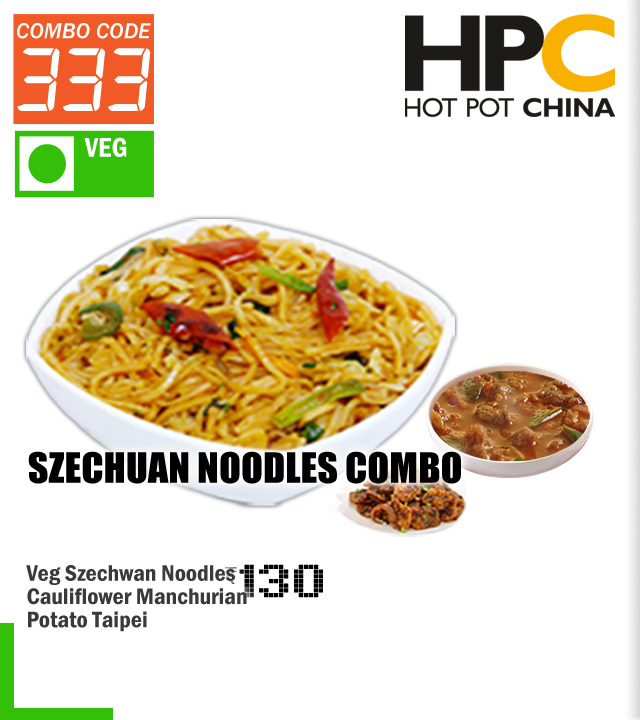 COMBO CODE
333
VEG
HPC
HOT POT CHINA
SZECHUAN NOODLES COMBO
Veg Szechwan Noodles
₹130
Cauliflower Manchurian
Potato Taipei